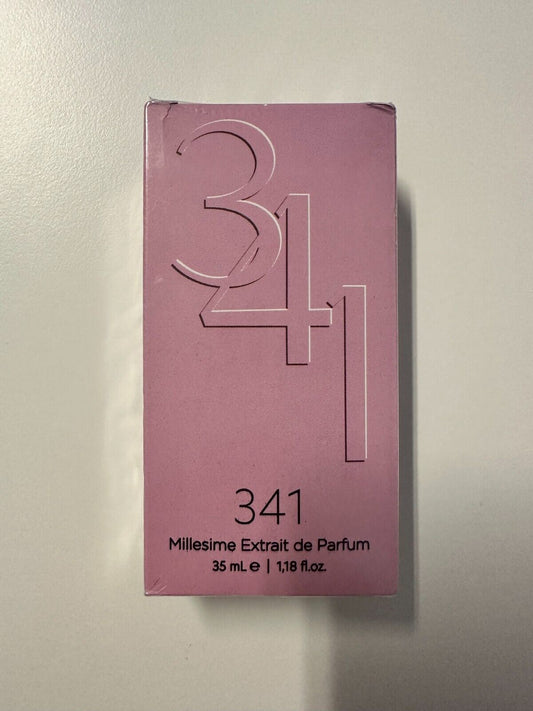 341
341
Millesime Extrait de Parfum
35 mL ℮ | 1,18 fl.oz.